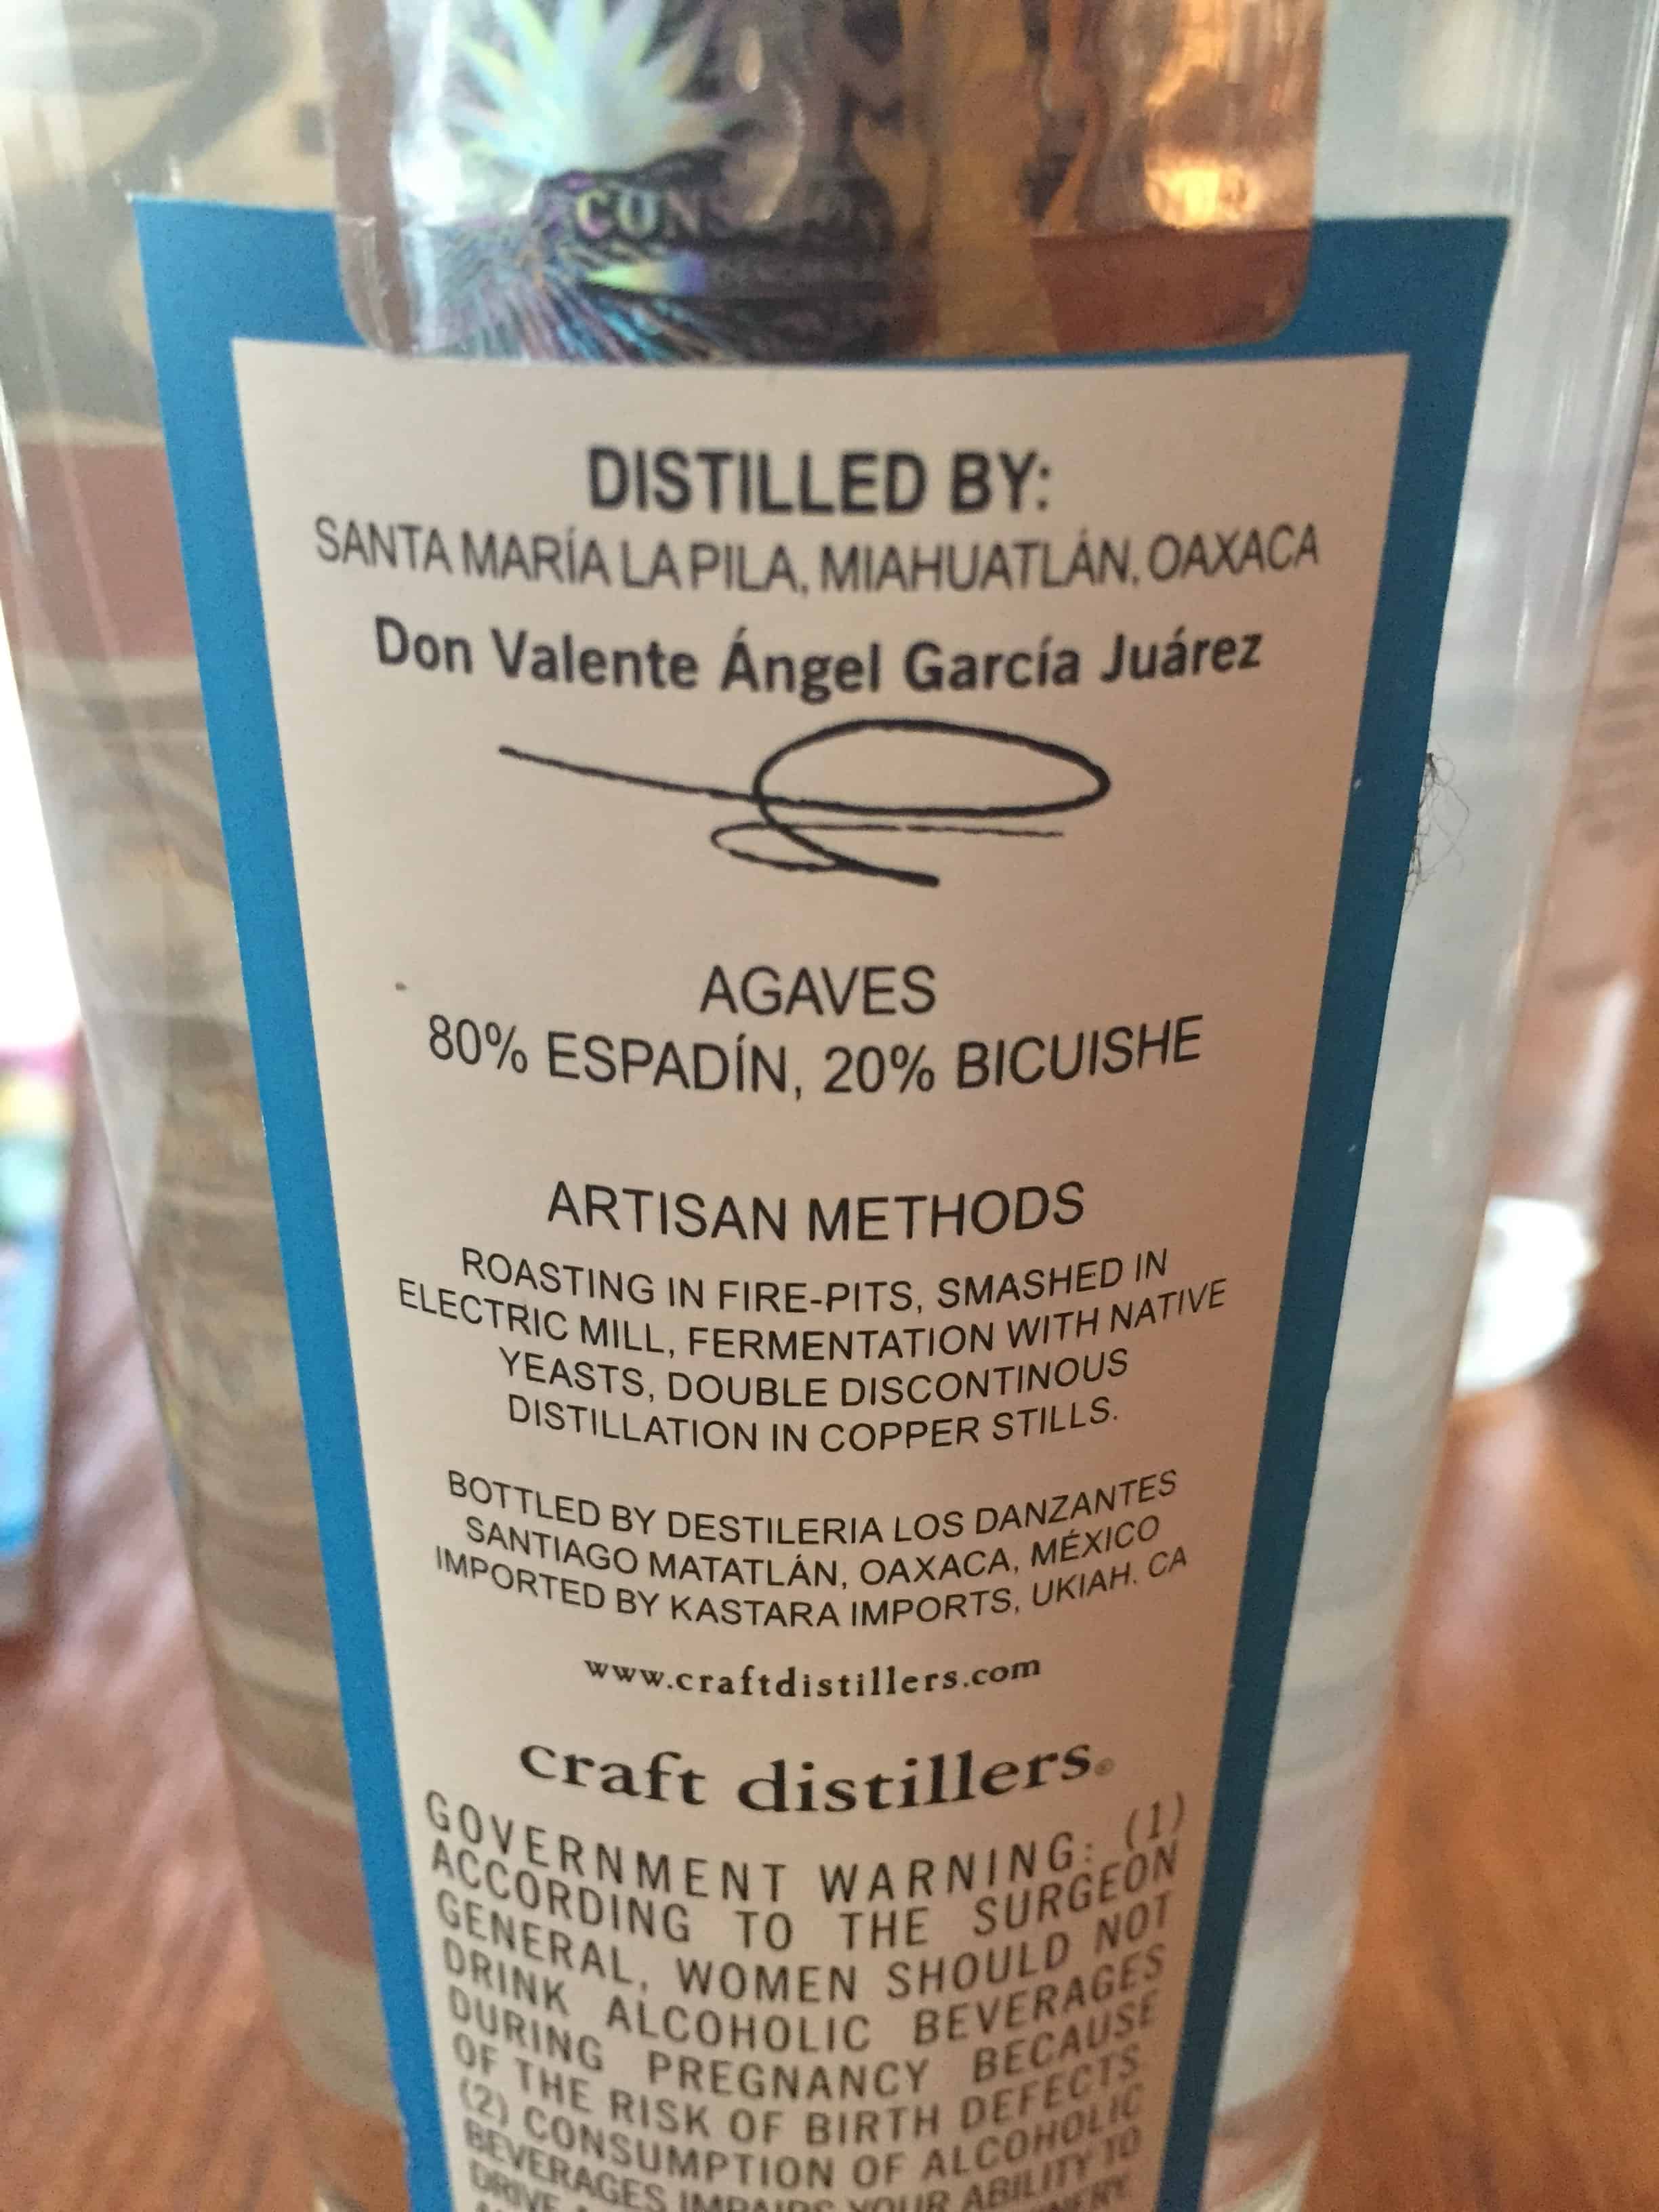 CONS
DISTILLED BY:
SANTA MARÍA LA PILA, MIAHUATLÁN, OAXACA
Don Valente Ángel García Juárez
AGAVES
80% ESPADÍN, 20% BICUISHE
ARTISAN METHODS
ROASTING IN FIRE-PITS, SMASHED IN
ELECTRIC MILL, FERMENTATION WITH NATIVE
YEASTS, DOUBLE DISCONTINOUS
DISTILLATION IN COPPER STILLS.
BOTTLED BY DESTILERIA LOS DANZANTES
SANTIAGO MATATLÁN, OAXACA, MÉXICO
IMPORTED BY KASTARA IMPORTS, UKIAH. CA
www.craftdistillers.com
craft distillers®
GOVERNMENT WARNING: (1)
ACCORDING TO THE SURGEON
GENERAL, WOMEN SHOULD NOT
DRINK ALCOHOLIC BEVERAGES
DURING PREGNANCY BECAUSE
OF THE RISK OF BIRTH DEFECTS
(2) CONSUMPTION OF ALCOHOLIC
BEVERAGES IMPAIRS YOUR ABILITY TO
DRIVE